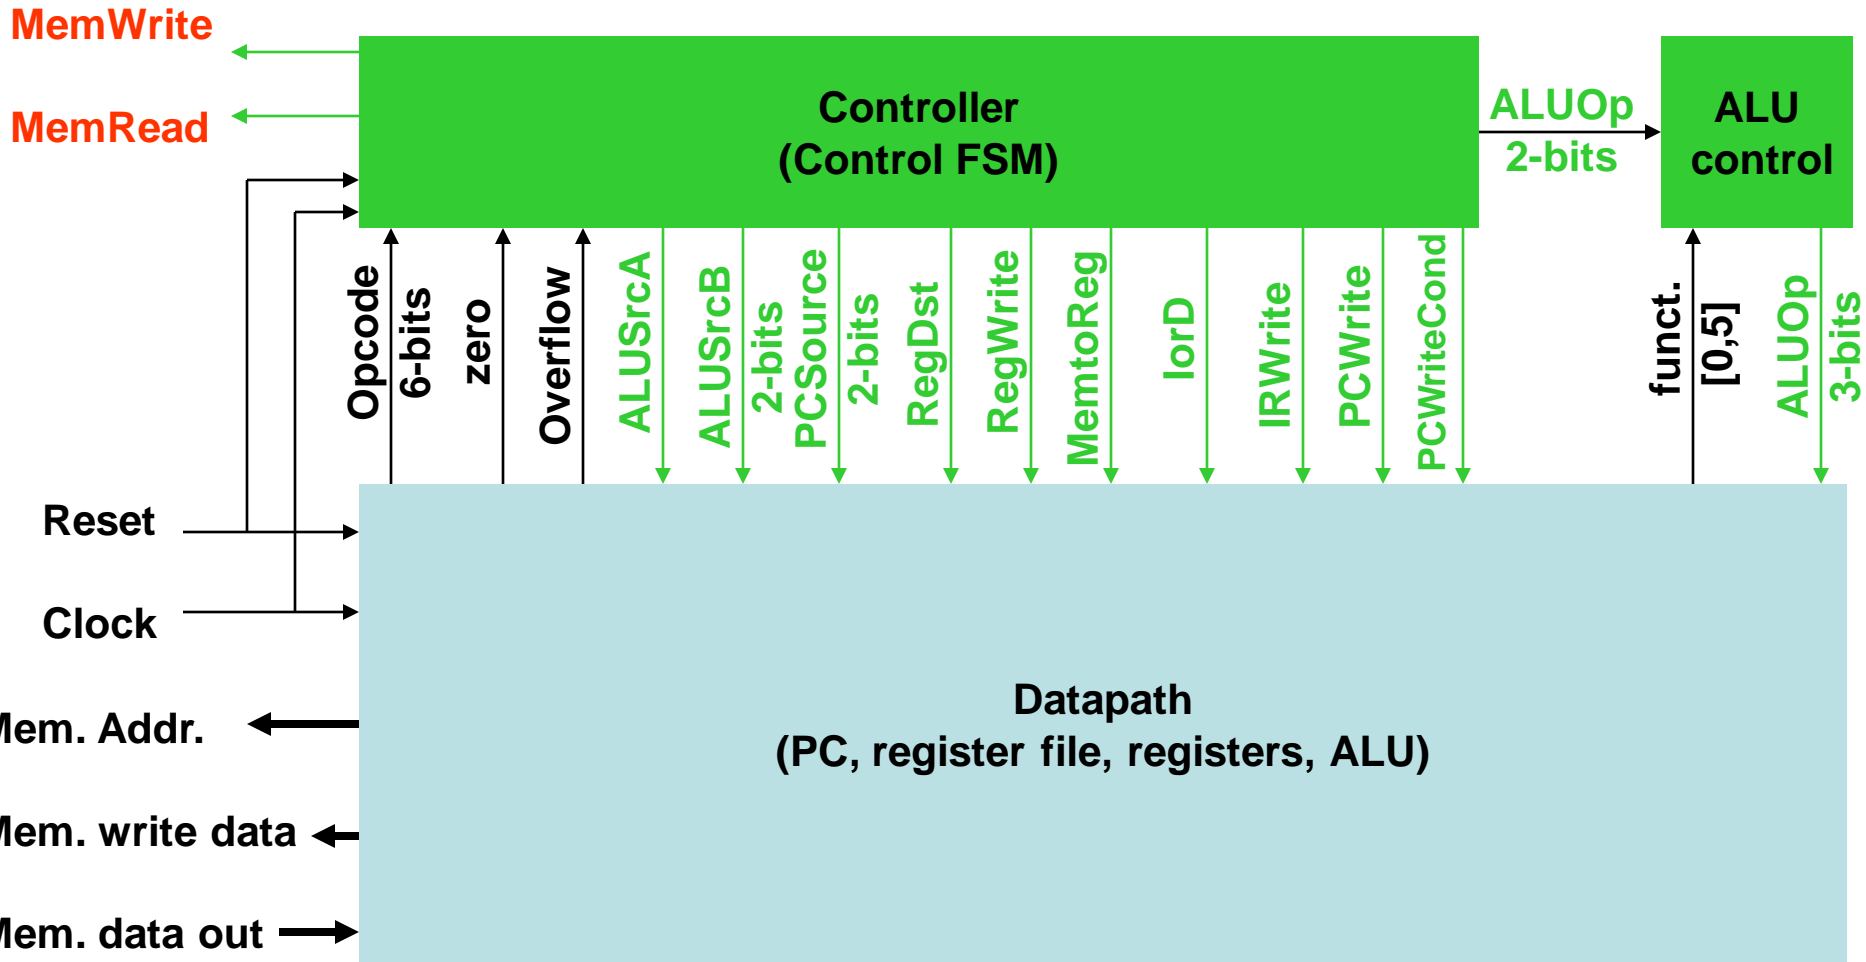 MemWrite
MemRead
Controller
(Control FSM)
ALUOp
2-bits
ALU
control
Opcode
6-bits
zero
Overflow
ALUSrcA
ALUSrcB
2-bits
PCSource
2-bits
RegDst
RegWrite
MemtoReg
IorD
IRWrite
PCWrite
PCWriteCond
funct.
[0,5]
ALUOp
3-bits
Reset
Clock
Mem. Addr.
Mem. write data
Mem. data out
Datapath
(PC, register file, registers, ALU)